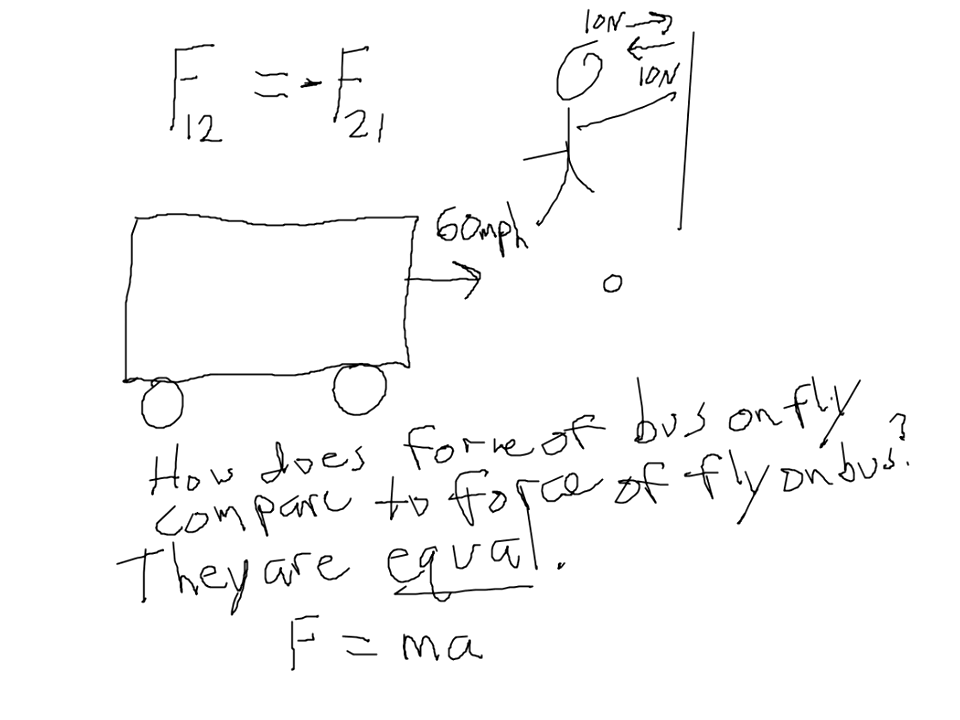 10N
F12 = -F21
10N
60mph
How does force of bus on fly
compare to force of fly on bus?
They are equal.
F = ma